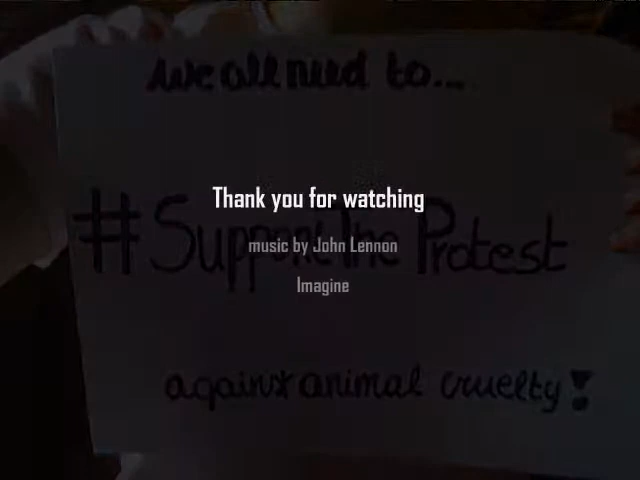 we all need to...
Thank you for watching
#SupportTheProtest
music by John Lennon
Imagine
against animal cruelty!